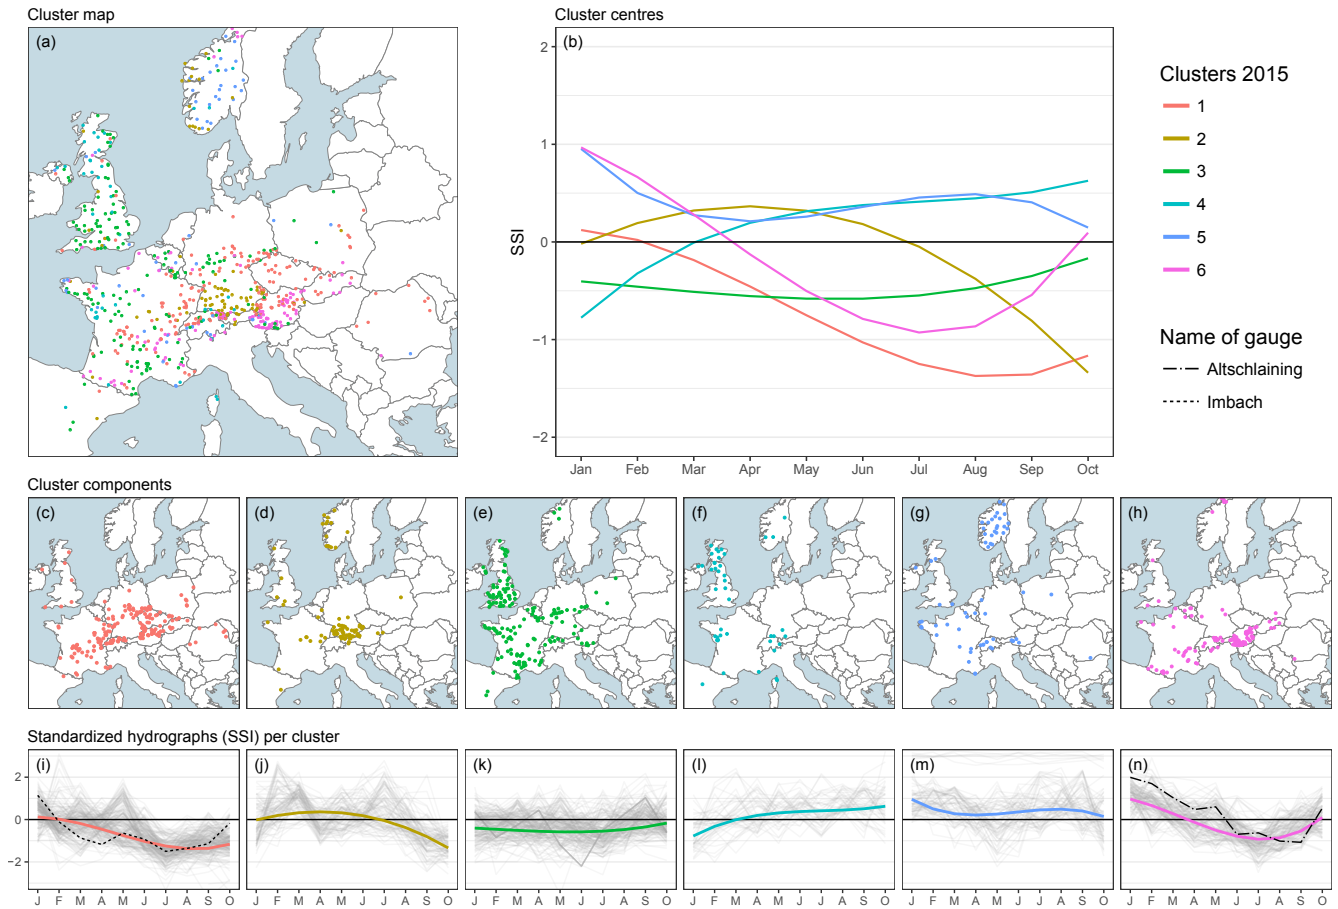 Cluster map
Cluster centres
(a)
(b)
2
1
0
−1
−2
SSI
Jan Feb Mar Apr May Jun Jul Aug Sep Oct
Clusters 2015
1
2
3
4
5
6
Name of gauge
Altschlaining
Imbach
Cluster components
(c) (d) (e) (f) (g) (h)
Standardized hydrographs (SSI) per cluster
(i) (j) (k) (l) (m) (n)
2
0
−2
J F M A M J J A S O J F M A M J J A S O J F M A M J J A S O J F M A M J J A S O J F M A M J J A S O J F M A M J J A S O